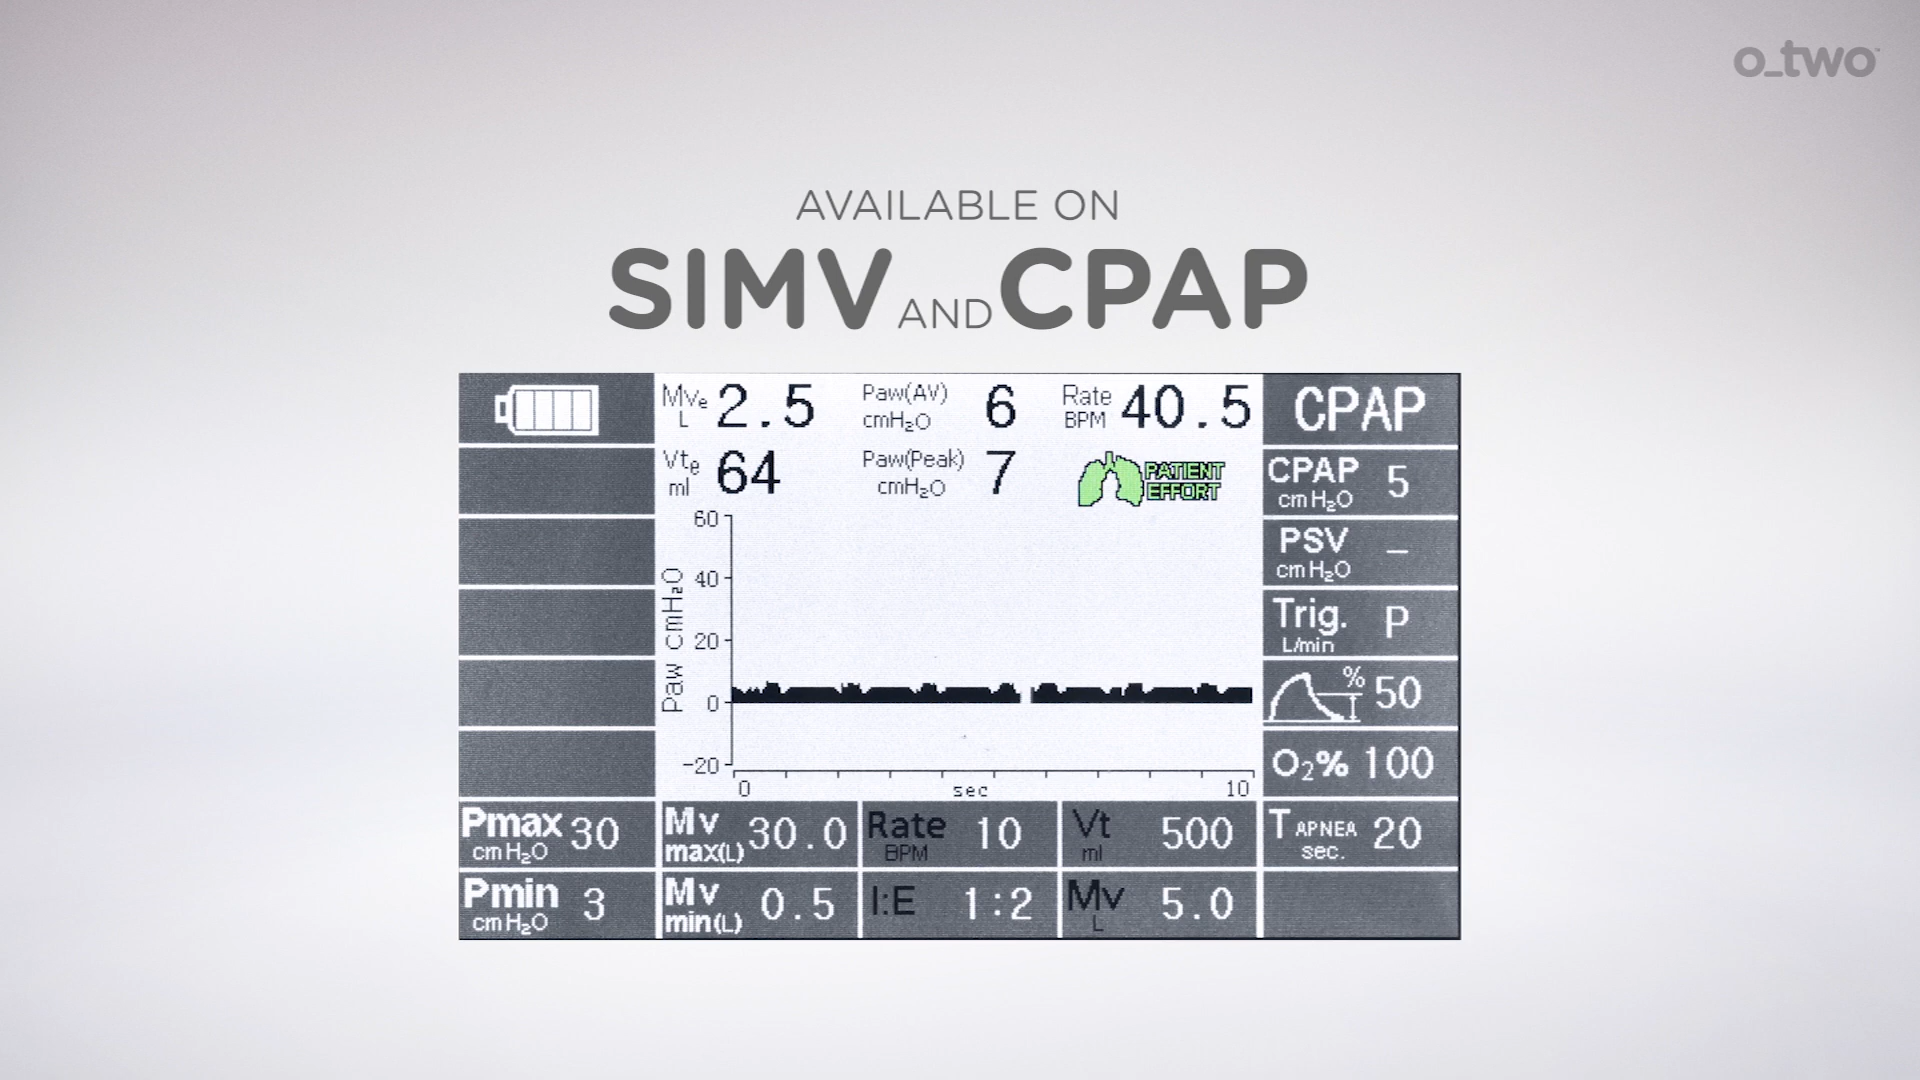 o_two™
AVAILABLE ON
SIMV AND CPAP
MVe L 2.5 Paw(AV) cmH₂O 6 Rate BPM 40.5 CPAP
Vte ml 64 Paw(Peak) cmH₂O 7 PATIENT EFFORT
CPAP cmH₂O 5
PSV cmH₂O –
Trig. L/min P
% 50
O₂% 100
60
40
20
0
-20
Paw cmH₂O
0 sec 10
Pmax cmH₂O 30 Mv max(L) 30.0 Rate BPM 10 Vt ml 500 T APNEA sec. 20
Pmin cmH₂O 3 Mv min(L) 0.5 I:E 1:2 Mv L 5.0